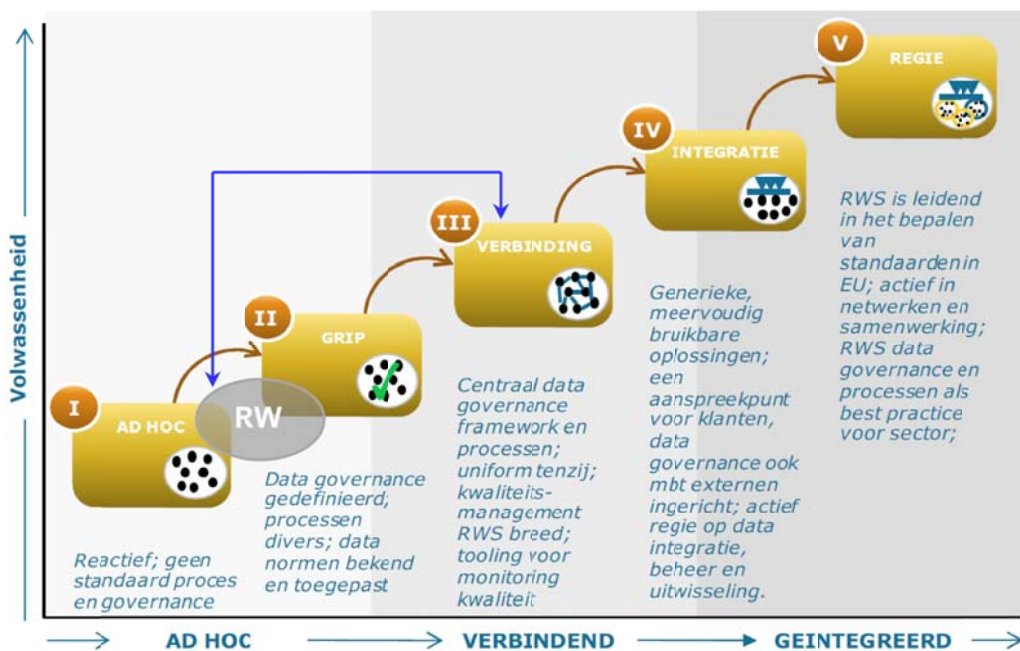 Volwassenheid
I
AD HOC
Reactief; geen
standaard proces
en governance
RW
II
GRIP
Data governance
gedefinieerd;
processen
divers; data
normen bekend
en toegepast
III
VERBINDING
Centraal data
governance
framework en
processen;
uniform tenzij;
kwaliteits-
management
RWS breed;
tooling voor
monitoring
kwaliteit
IV
INTEGRATIE
Generieke,
meervoudig
bruikbare
oplossingen;
een
aanspreekpunt
voor klanten,
data
governance ook
mbt externen
ingericht; actief
regie op data
integratie,
beheer en
uitwisseling.
V
REGIE
RWS is leidend
in het bepalen
van
standaarden in
EU; actief in
netwerken en
samenwerking;
RWS data
governance en
processen als
best practice
voor sector;
AD HOC
VERBINDEND
GEINTEGREERD